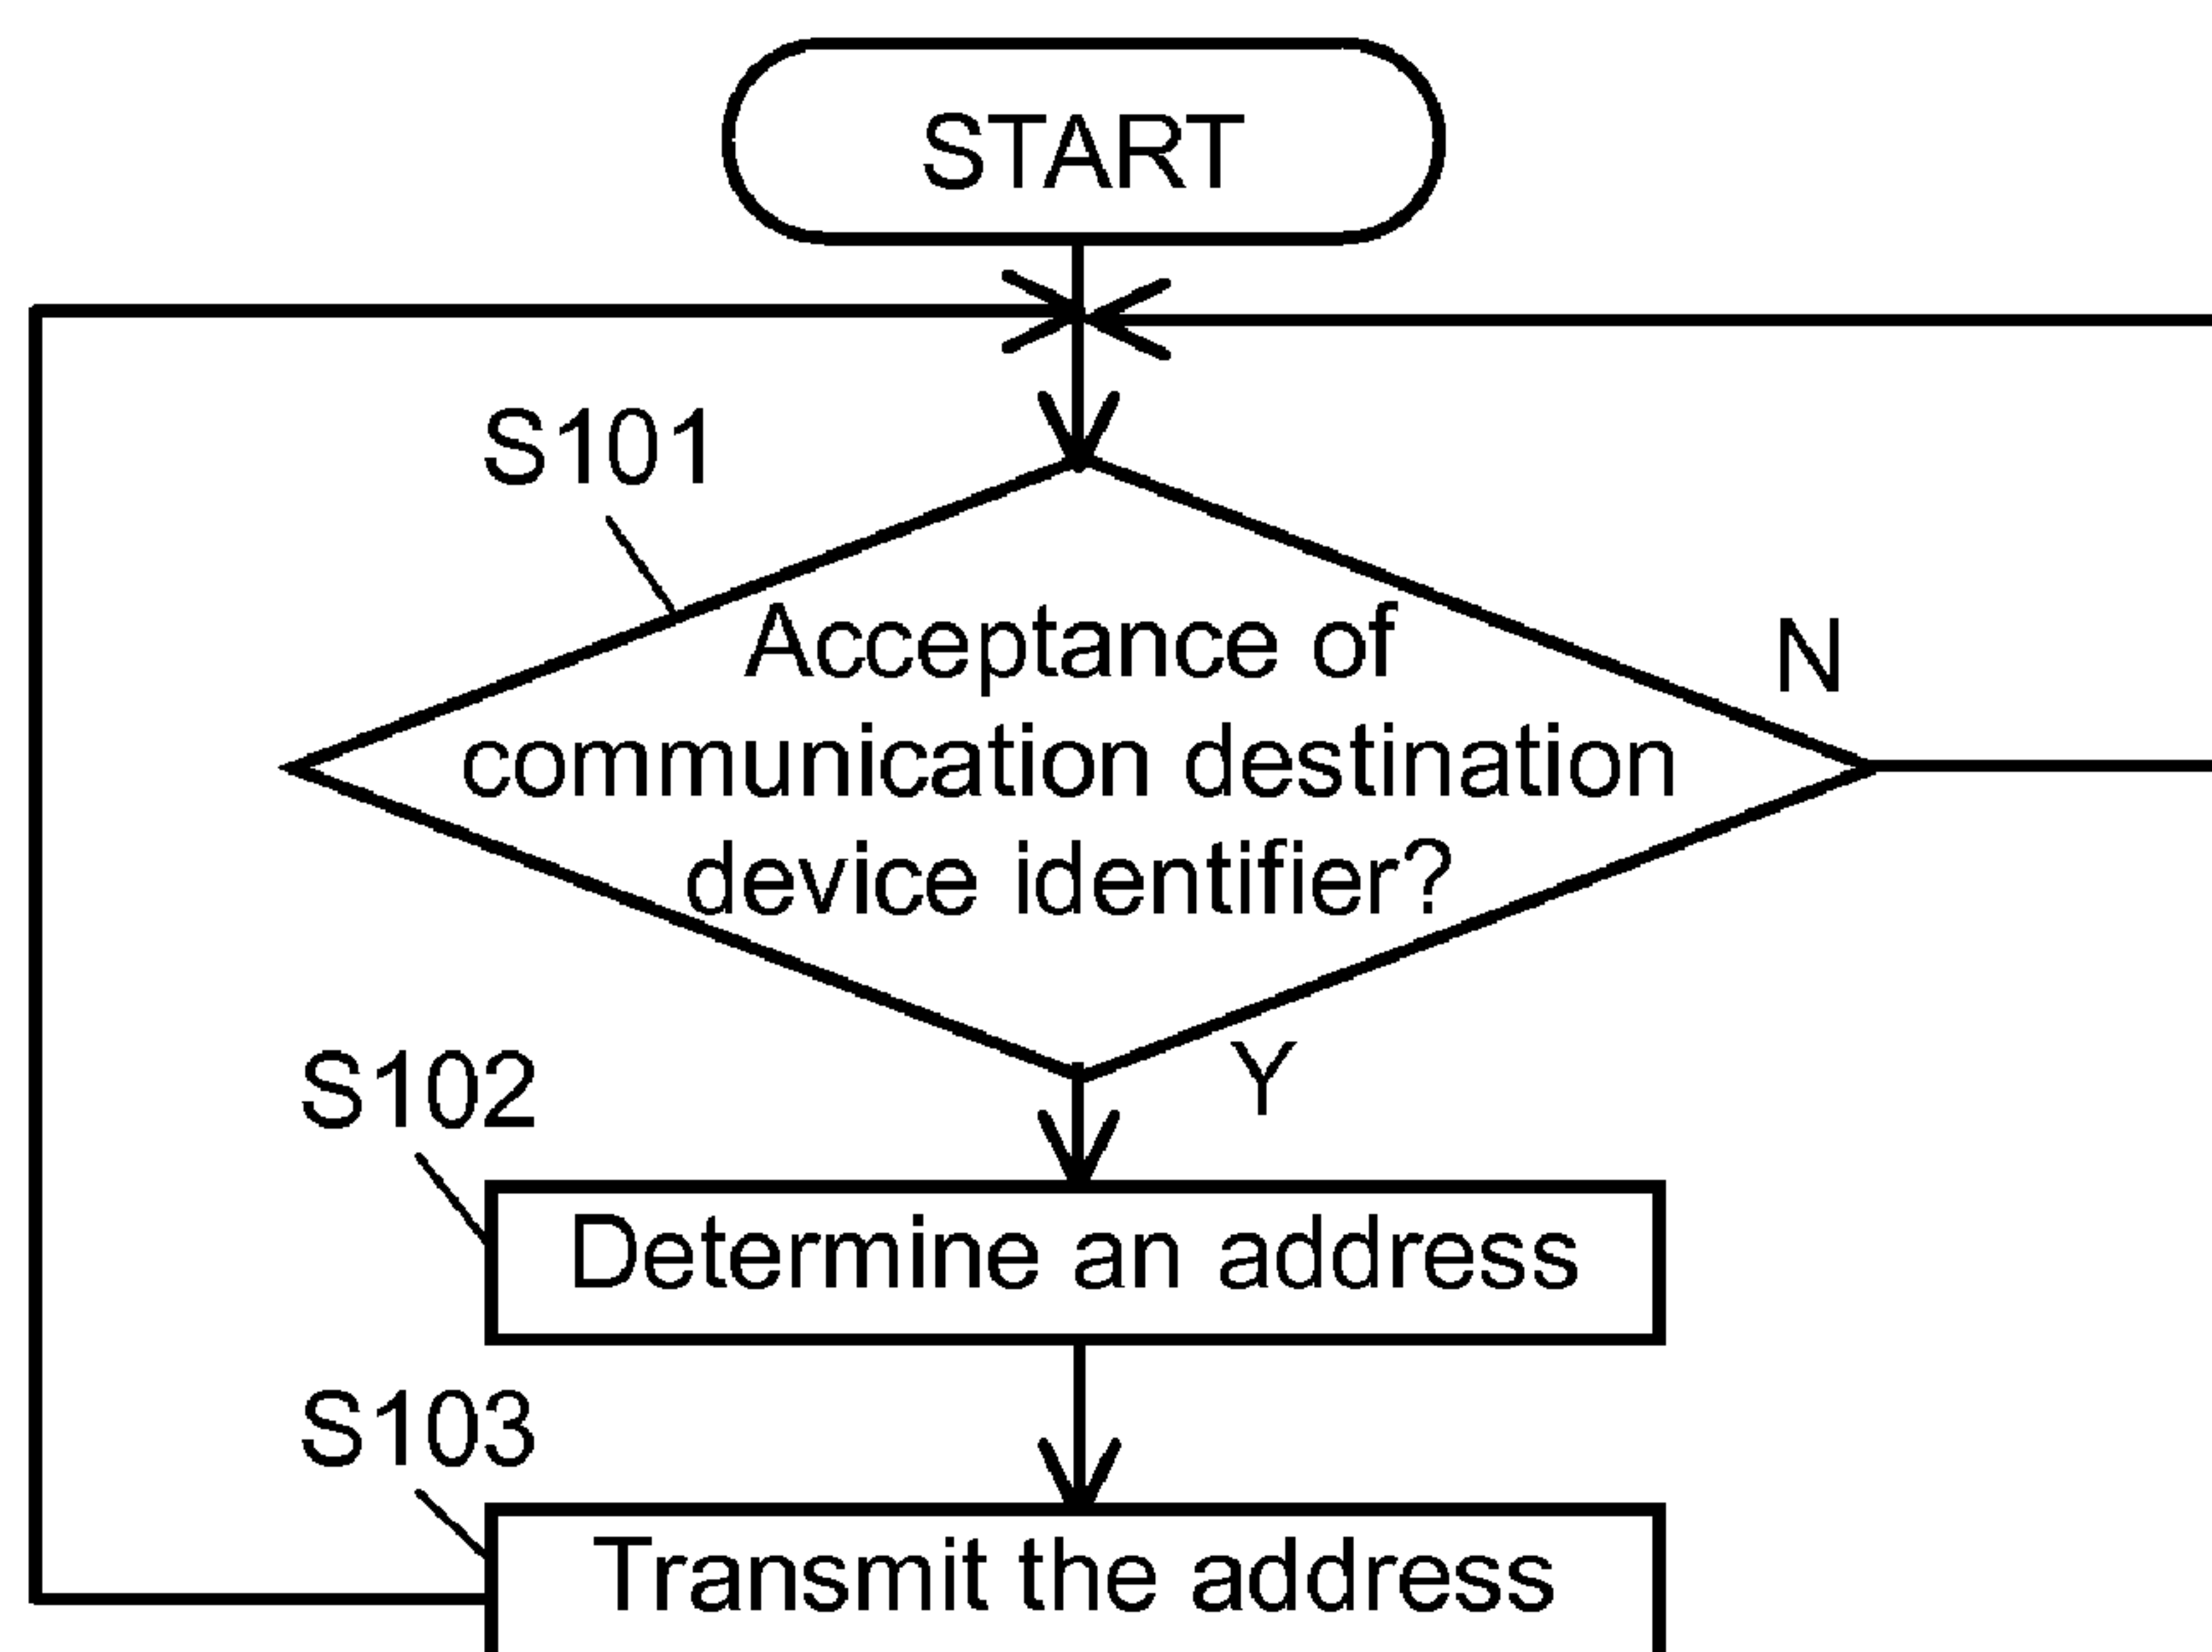 START
S101
Acceptance of
communication destination
device identifier?
N
Y
S102
Determine an address
S103
Transmit the address